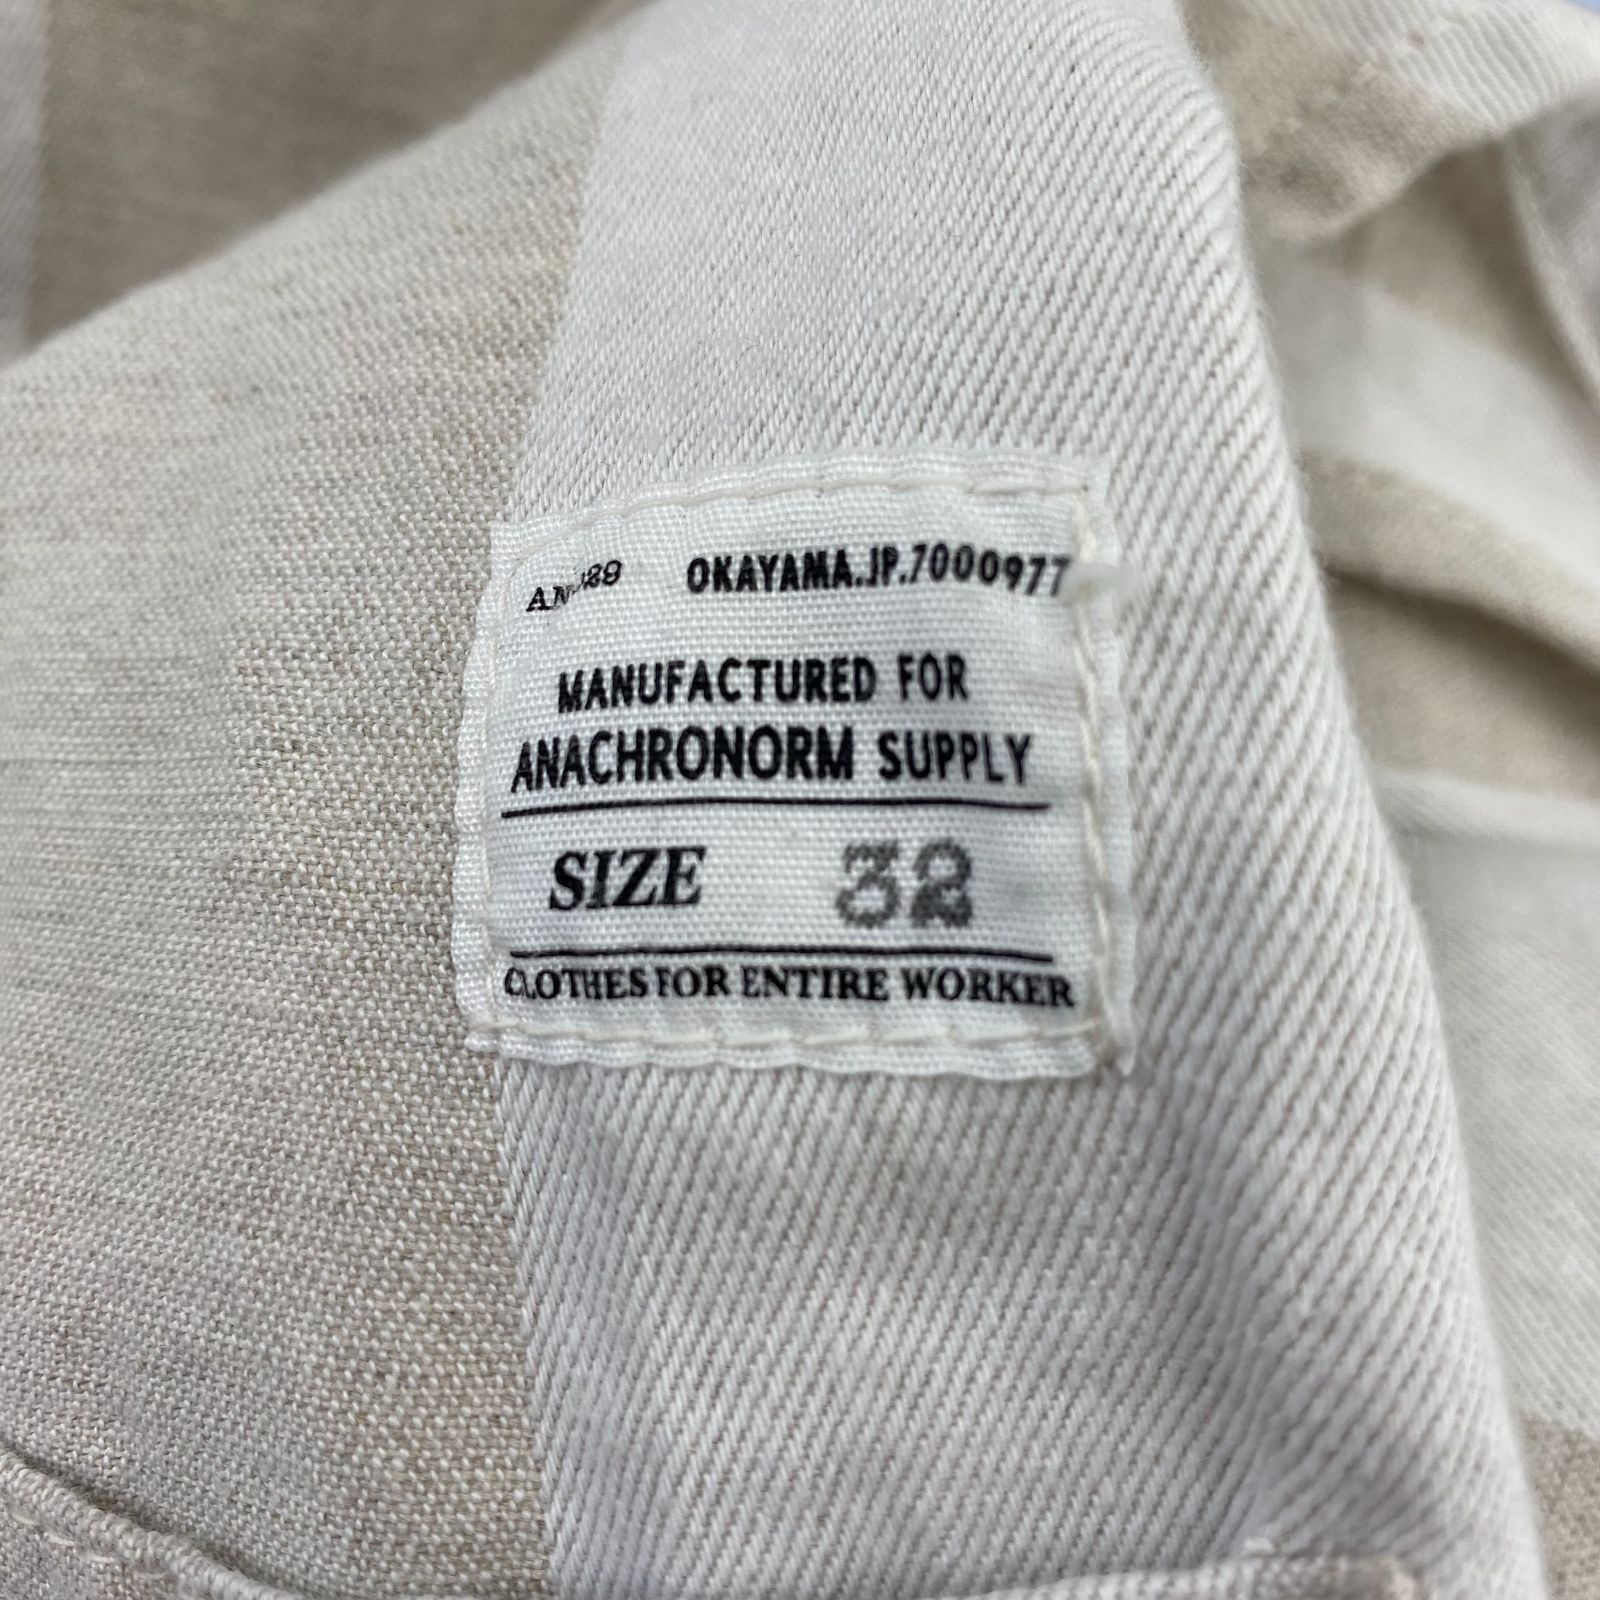 OKAYAMA.JP.7000977
MANUFACTURED FOR
ANACHRONORM SUPPLY
SIZE 32
CLOTHES FOR ENTIRE WORKER